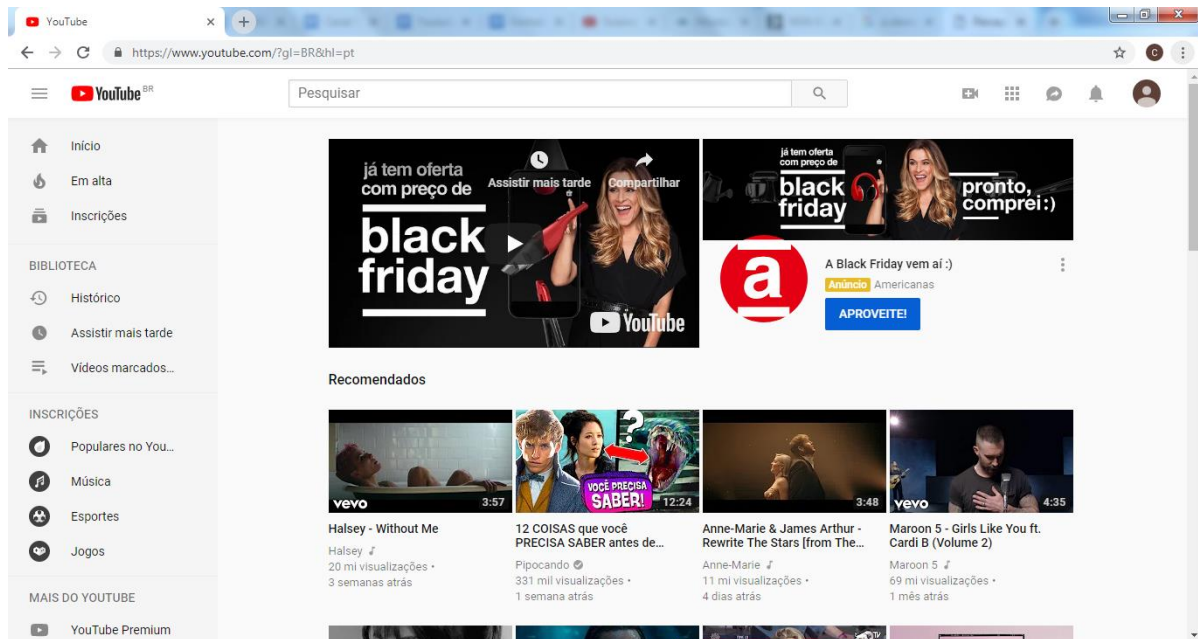 YouTube
https://www.youtube.com/?gl=BR&hl=pt
C
YouTube BR
Pesquisar
Início
Em alta
Inscrições
BIBLIOTECA
Histórico
Assistir mais tarde
Vídeos marcados...
INSCRIÇÕES
Populares no You...
Música
Esportes
Jogos
MAIS DO YOUTUBE
YouTube Premium
já tem oferta
com preço de
black
friday
Assistir mais tarde
Compartilhar
YouTube
já tem oferta
com preço de
black
friday
pronto,
comprei:)
a
A Black Friday vem aí :)
Anúncio Americanas
APROVEITE!
Recomendados
vevo
3:57
Halsey - Without Me
Halsey
20 mi visualizações •
3 semanas atrás
?
VOCÊ PRECISA
SABER!
12:24
12 COISAS que você
PRECISA SABER antes de...
Pipocando
331 mil visualizações •
1 semana atrás
3:48
Anne-Marie & James Arthur -
Rewrite The Stars [from The...
Anne-Marie
11 mi visualizações •
4 dias atrás
vevo
4:35
Maroon 5 - Girls Like You ft.
Cardi B (Volume 2)
Maroon 5
69 mi visualizações •
1 mês atrás